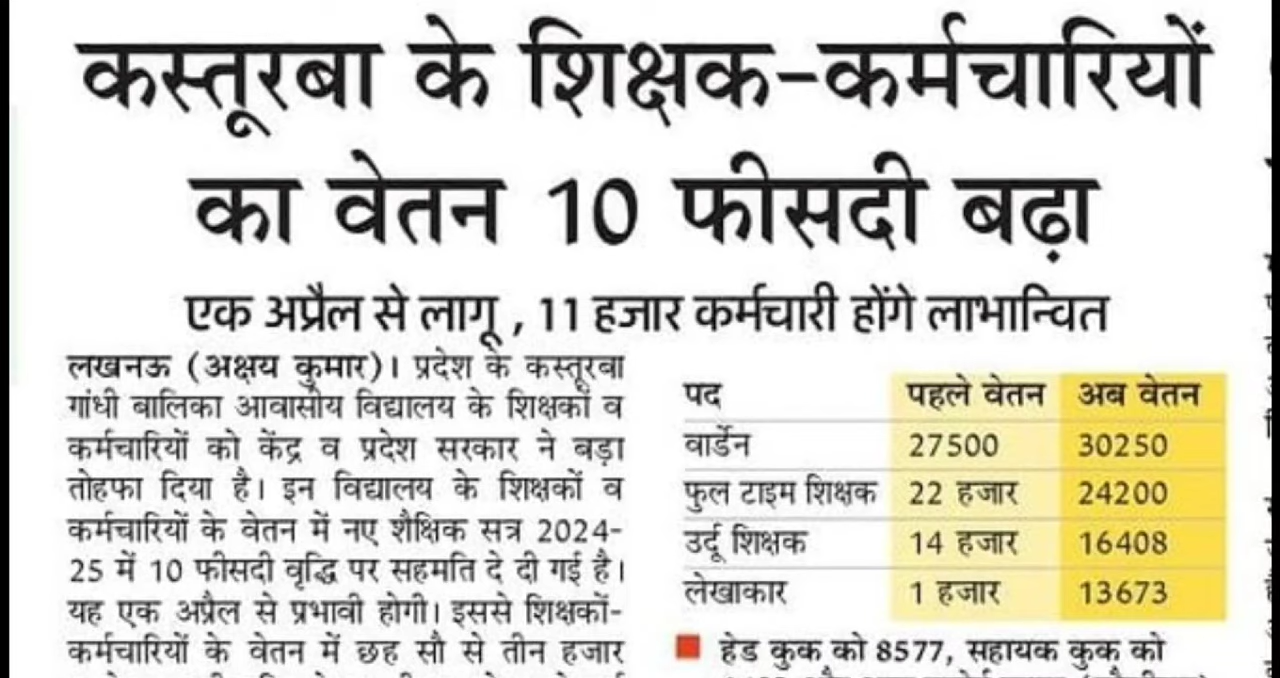 कस्तूरबा के शिक्षक-कर्मचारियों
का वेतन 10 फीसदी बढ़ा
एक अप्रैल से लागू , 11 हजार कर्मचारी होंगे लाभान्वित
लखनऊ (अक्षय कुमार)। प्रदेश के कस्तूरबा
गांधी बालिका आवासीय विद्यालय के शिक्षकों व
कर्मचारियों को केंद्र व प्रदेश सरकार ने बड़ा
तोहफा दिया है। इन विद्यालय के शिक्षकों व
कर्मचारियों के वेतन में नए शैक्षिक सत्र 2024-
25 में 10 फीसदी वृद्धि पर सहमति दे दी गई है।
यह एक अप्रैल से प्रभावी होगी। इससे शिक्षकों-
कर्मचारियों के वेतन में छह सौ से तीन हजार
पद पहले वेतन अब वेतन
वार्डेन 27500 30250
फुल टाइम शिक्षक 22 हजार 24200
उर्दू शिक्षक 14 हजार 16408
लेखाकार 1 हजार 13673
हेड कुक को 8577, सहायक कुक को